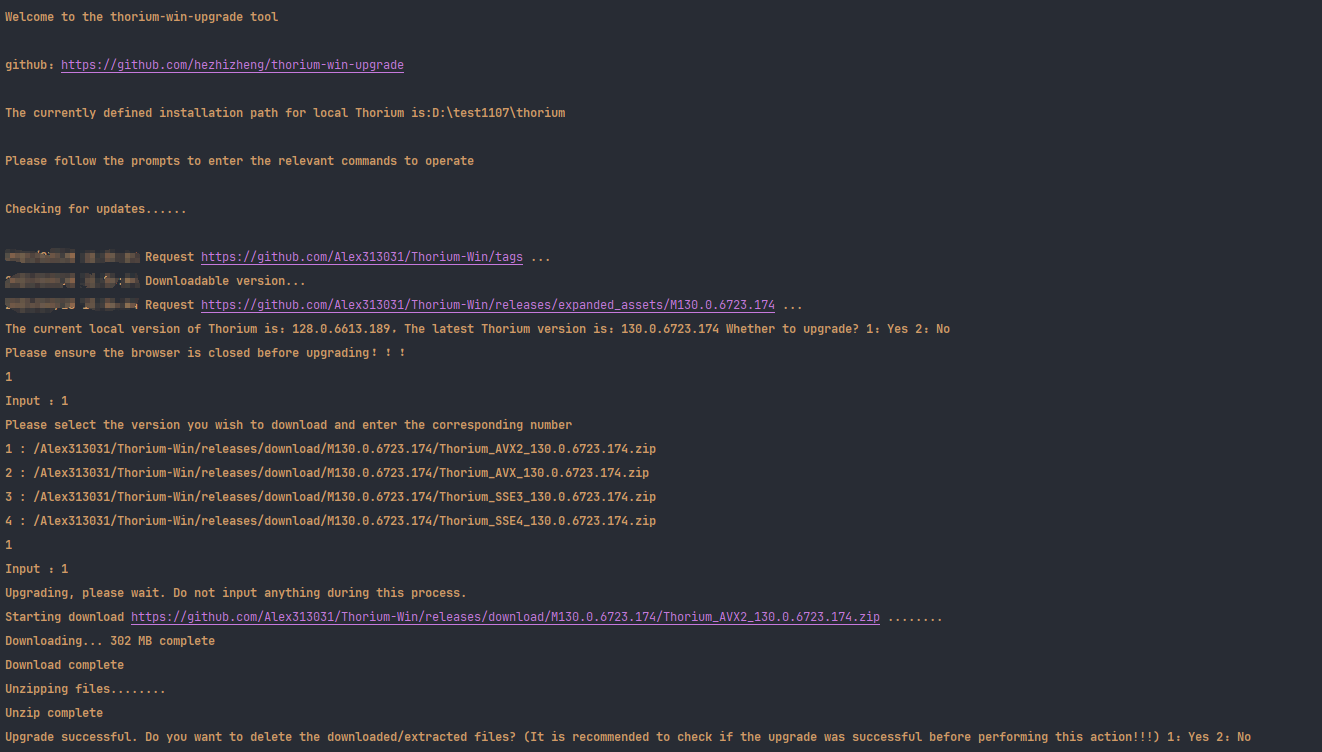 Welcome to the thorium-win-upgrade tool
github: https://github.com/hezhizheng/thorium-win-upgrade
The currently defined installation path for local Thorium is:D:\test1107\thorium
Please follow the prompts to enter the relevant commands to operate
Checking for updates......
Request https://github.com/Alex313031/Thorium-Win/tags ...
Downloadable version...
Request https://github.com/Alex313031/Thorium-Win/releases/expanded_assets/M130.0.6723.174 ...
The current local version of Thorium is: 128.0.6613.189. The latest Thorium version is: 130.0.6723.174 Whether to upgrade? 1: Yes 2: No
Please ensure the browser is closed before upgrading!!!
1
Input : 1
Please select the version you wish to download and enter the corresponding number
1 : /Alex313031/Thorium-Win/releases/download/M130.0.6723.174/Thorium_AVX2_130.0.6723.174.zip
2 : /Alex313031/Thorium-Win/releases/download/M130.0.6723.174/Thorium_AVX_130.0.6723.174.zip
3 : /Alex313031/Thorium-Win/releases/download/M130.0.6723.174/Thorium_SSE3_130.0.6723.174.zip
4 : /Alex313031/Thorium-Win/releases/download/M130.0.6723.174/Thorium_SSE4_130.0.6723.174.zip
1
Input : 1
Upgrading, please wait. Do not input anything during this process.
Starting download https://github.com/Alex313031/Thorium-Win/releases/download/M130.0.6723.174/Thorium_AVX2_130.0.6723.174.zip ........
Downloading... 302 MB complete
Download complete
Unzipping files........
Unzip complete
Upgrade successful. Do you want to delete the downloaded/extracted files? (It is recommended to check if the upgrade was successful before performing this action!!!) 1: Yes 2: No